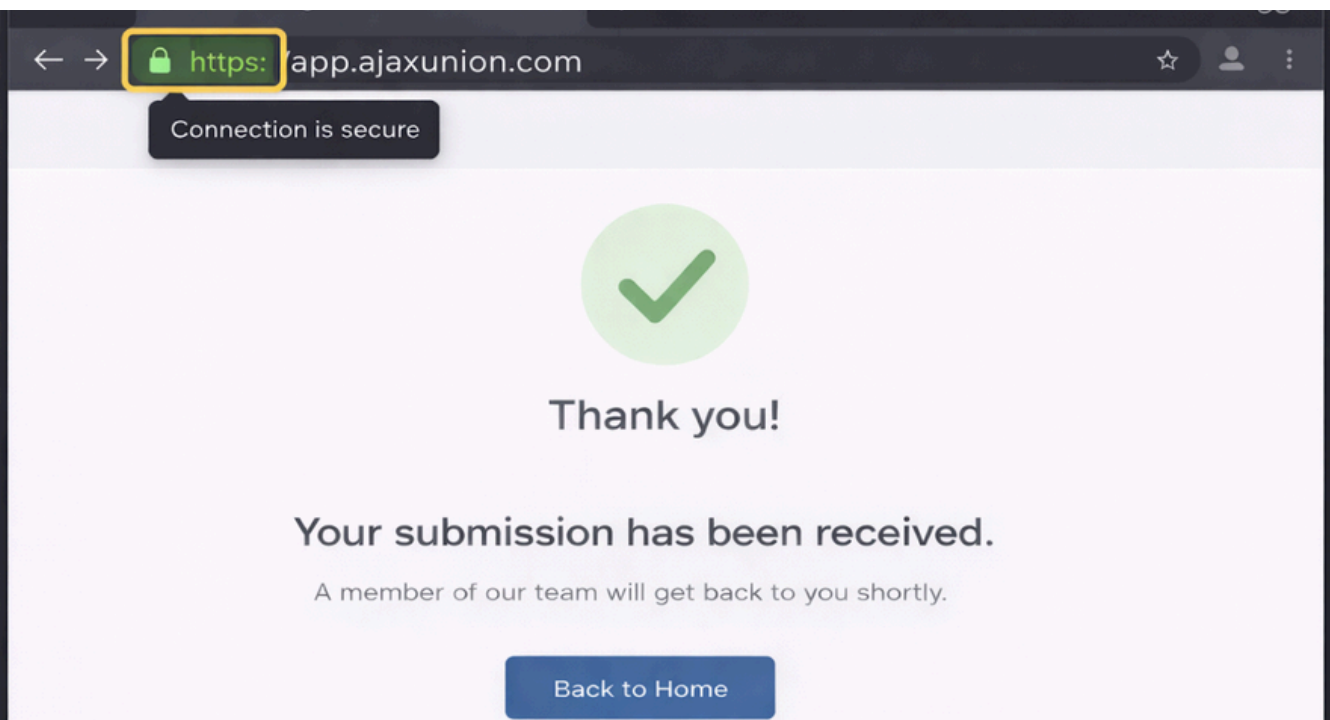 https:/app.ajaxunion.com
Connection is secure
Thank you!
Your submission has been received.
A member of our team will get back to you shortly.
Back to Home